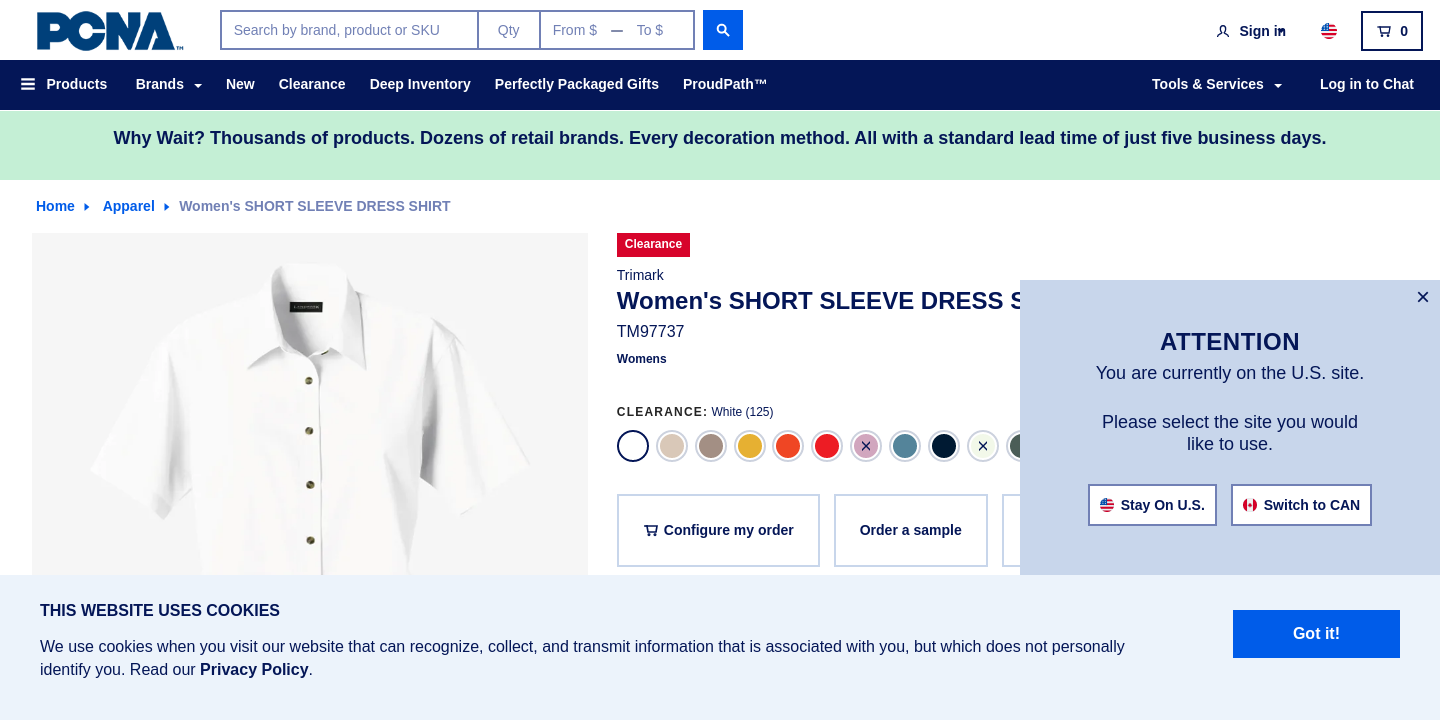 PCNA™
Search by brand, product or SKU
Qty
From $ — To $
Sign in
0
Products
Brands
New
Clearance
Deep Inventory
Perfectly Packaged Gifts
ProudPath™
Tools & Services
Log in to Chat
Why Wait? Thousands of products. Dozens of retail brands. Every decoration method. All with a standard lead time of just five business days.
Home
Apparel
Women's SHORT SLEEVE DRESS SHIRT
Clearance
Trimark
Women's SHORT SLEEVE DRESS S
TM97737
Womens
CLEARANCE: White (125)
Configure my order
Order a sample
ATTENTION
You are currently on the U.S. site.
Please select the site you would
like to use.
Stay On U.S.
Switch to CAN
THIS WEBSITE USES COOKIES
We use cookies when you visit our website that can recognize, collect, and transmit information that is associated with you, but which does not personally
identify you. Read our Privacy Policy.
Got it!